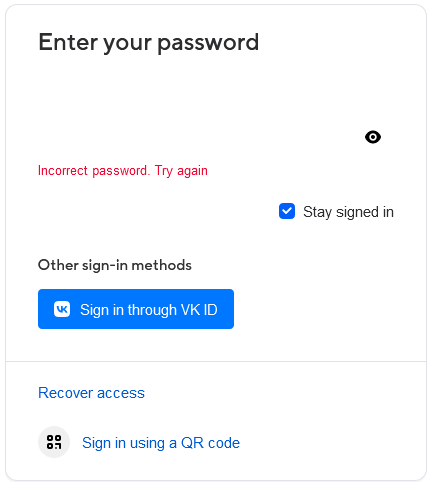 Enter your password
Incorrect password. Try again
Stay signed in
Other sign-in methods
Sign in through VK ID
Recover access
Sign in using a QR code